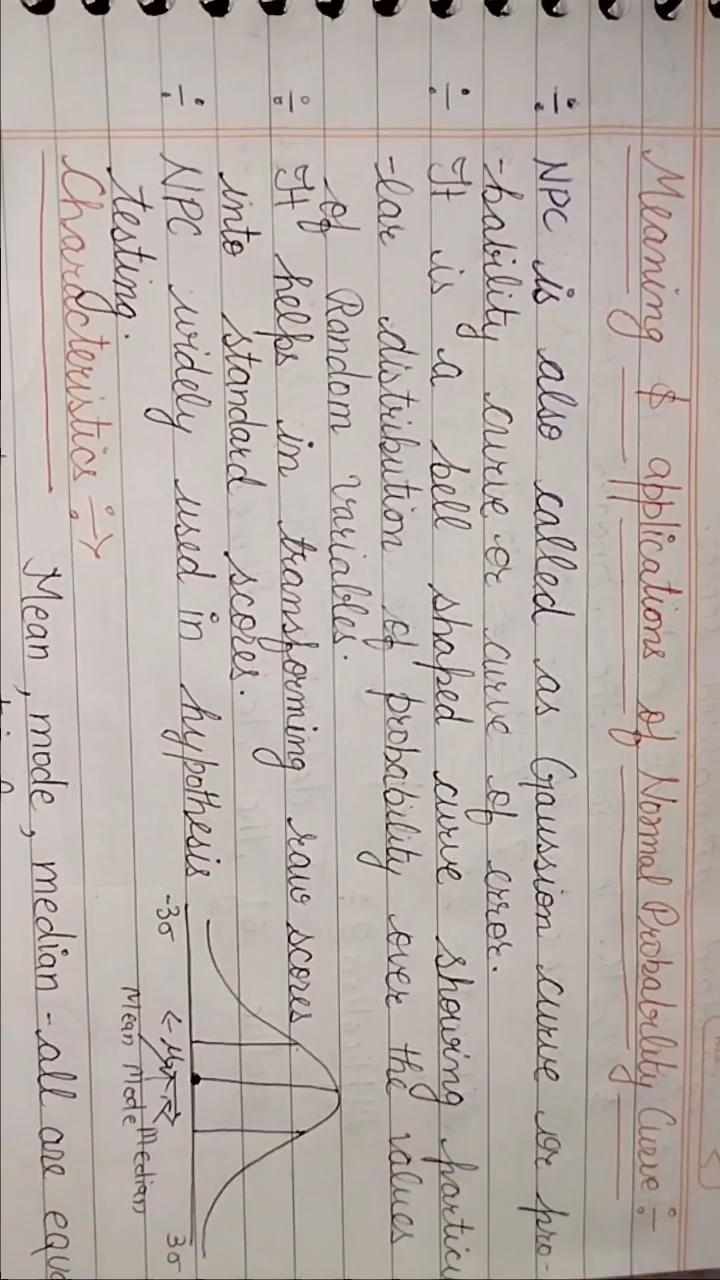 Meaning & applications of Normal Probability Curve :-
÷ NPC is also called as Gaussion curve or pro-
-bability curve or curve of error.
÷ It is a bell shaped curve showing particu
-lar distribution of probability over the values
of Random variables.
÷ It helps in transforming raw scores
into standard scores.
÷ NPC widely used in hypothesis
testing.
-3σ 3σ
Mean Mode Median
Characteristics :→
Mean, mode, median - all are equa